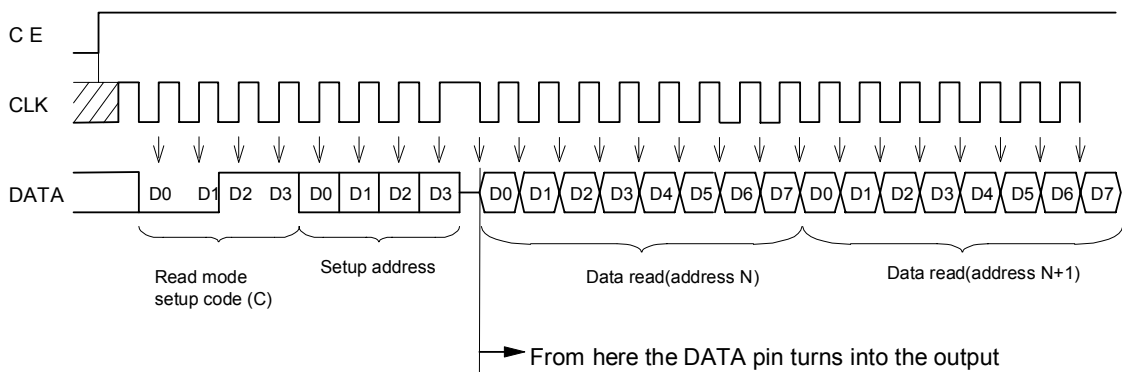 C E
CLK
DATA
D0 D1 D2 D3 D0 D1 D2 D3 D0 D1 D2 D3 D4 D5 D6 D7 D0 D1 D2 D3 D4 D5 D6 D7
Read mode
setup code (C)
Setup address
Data read(address N)
Data read(address N+1)
From here the DATA pin turns into the output